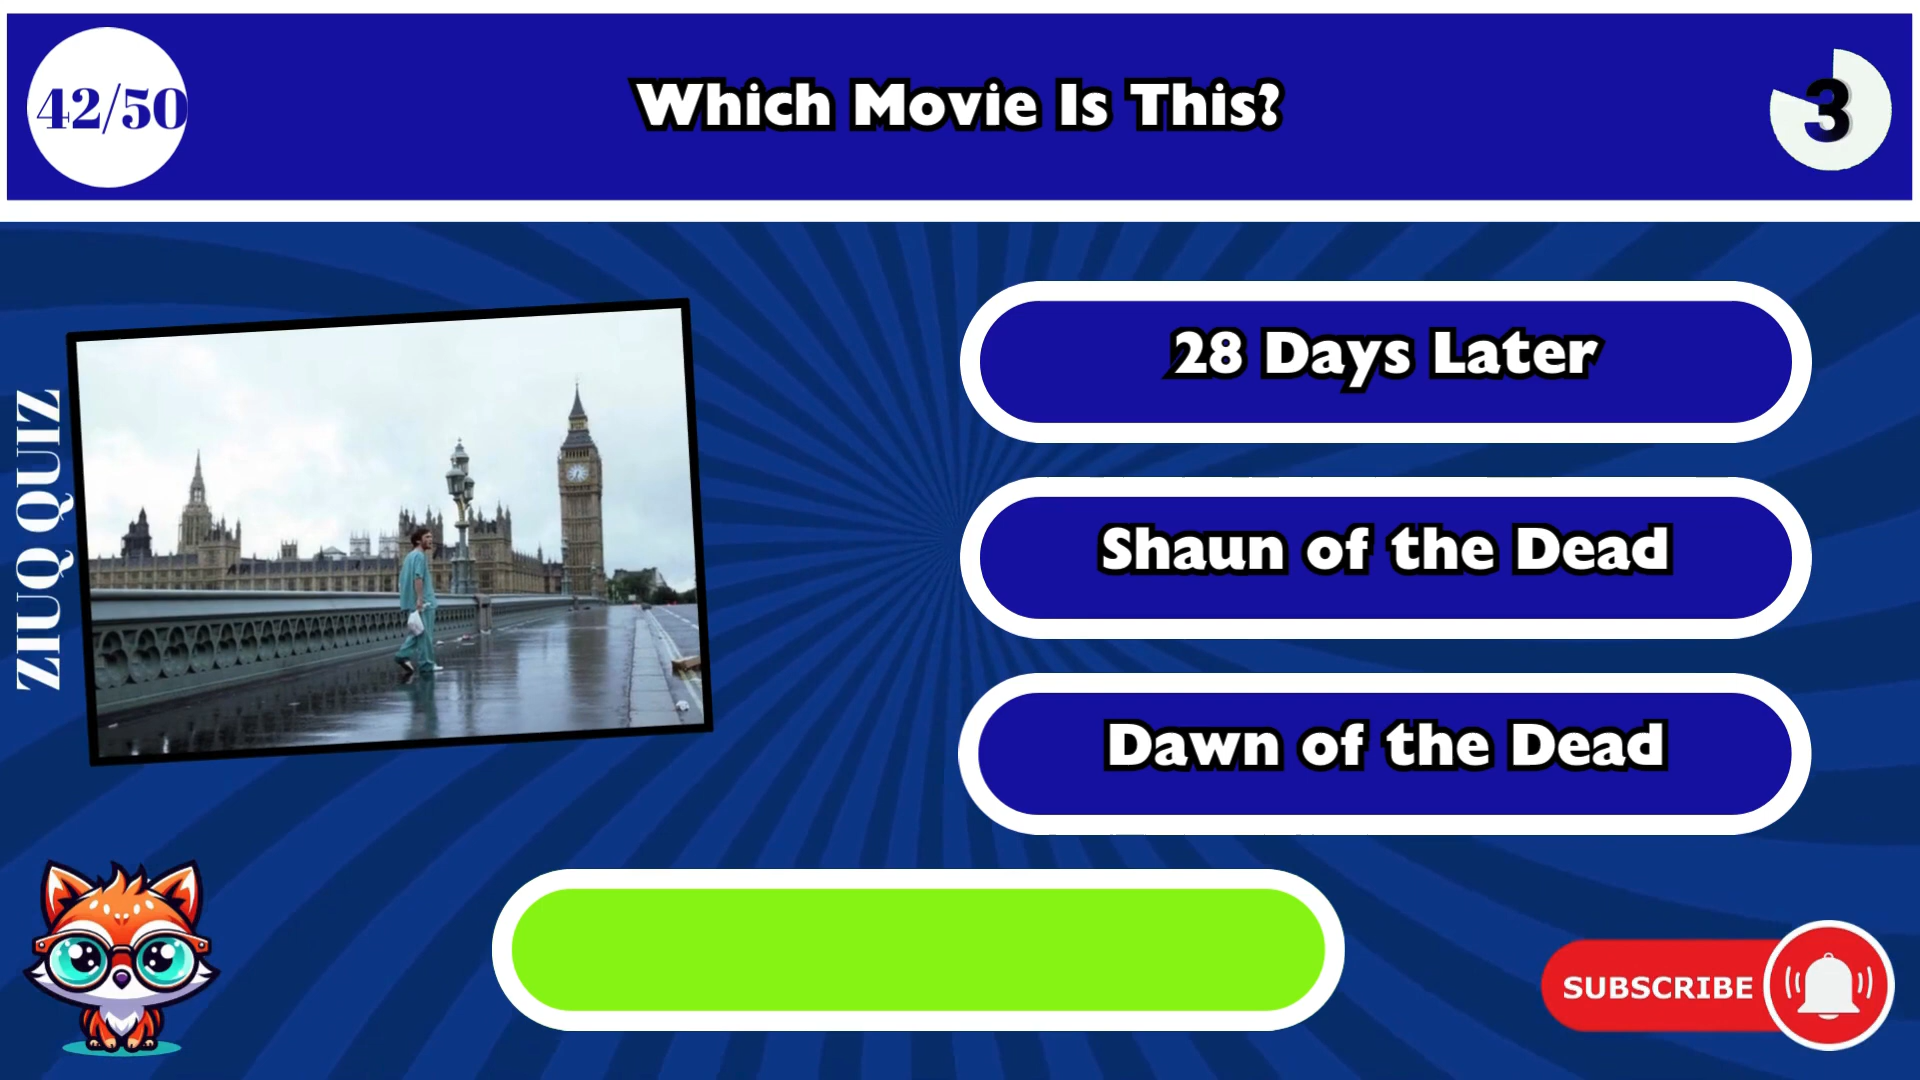 42/50
Which Movie Is This?
3
ZIUQ QUIZ
28 Days Later
Shaun of the Dead
Dawn of the Dead
SUBSCRIBE